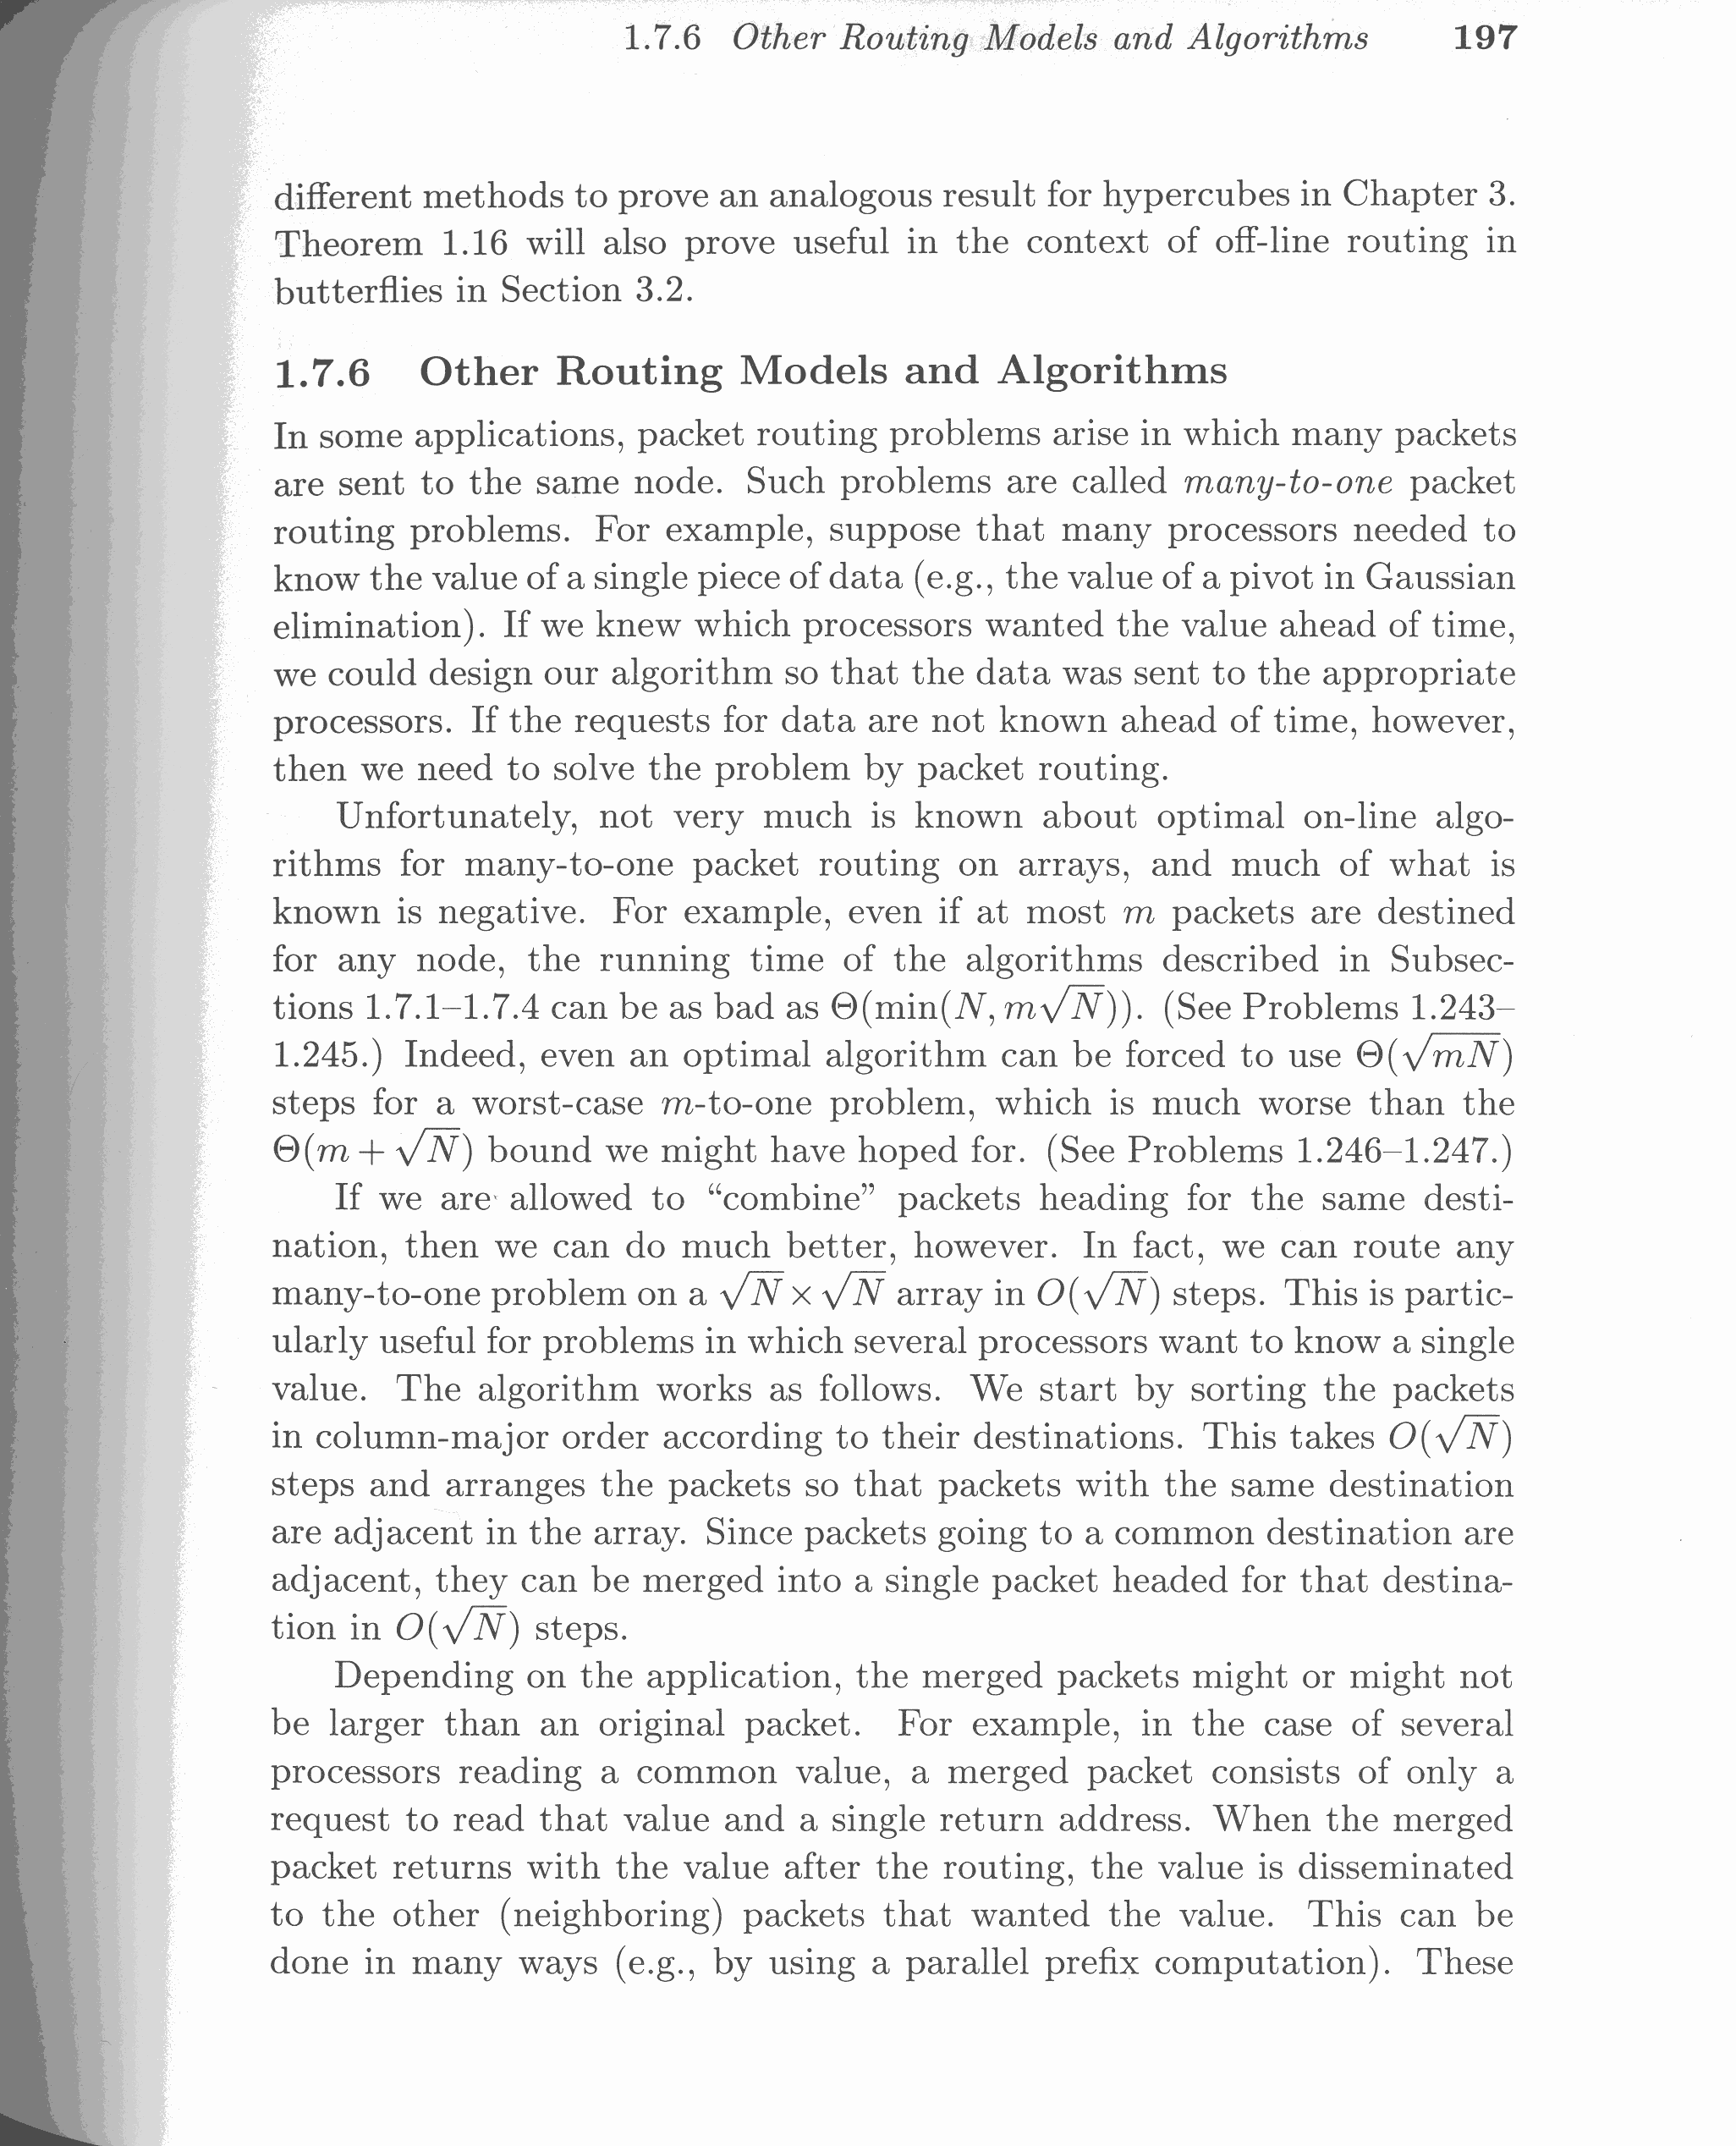 1.7.6 Other Routing Models and Algorithms 197
different methods to prove an analogous result for hypercubes in Chapter 3.
Theorem 1.16 will also prove useful in the context of off-line routing in
butterflies in Section 3.2.
1.7.6 Other Routing Models and Algorithms
In some applications, packet routing problems arise in which many packets
are sent to the same node. Such problems are called many-to-one packet
routing problems. For example, suppose that many processors needed to
know the value of a single piece of data (e.g., the value of a pivot in Gaussian
elimination). If we knew which processors wanted the value ahead of time,
we could design our algorithm so that the data was sent to the appropriate
processors. If the requests for data are not known ahead of time, however,
then we need to solve the problem by packet routing.
Unfortunately, not very much is known about optimal on-line algo-
rithms for many-to-one packet routing on arrays, and much of what is
known is negative. For example, even if at most m packets are destined
for any node, the running time of the algorithms described in Subsec-
tions 1.7.1–1.7.4 can be as bad as Θ(min(N, m√N)). (See Problems 1.243–
1.245.) Indeed, even an optimal algorithm can be forced to use Θ(√mN)
steps for a worst-case m-to-one problem, which is much worse than the
Θ(m + √N) bound we might have hoped for. (See Problems 1.246–1.247.)
If we are allowed to “combine” packets heading for the same desti-
nation, then we can do much better, however. In fact, we can route any
many-to-one problem on a √N × √N array in O(√N) steps. This is partic-
ularly useful for problems in which several processors want to know a single
value. The algorithm works as follows. We start by sorting the packets
in column-major order according to their destinations. This takes O(√N)
steps and arranges the packets so that packets with the same destination
are adjacent in the array. Since packets going to a common destination are
adjacent, they can be merged into a single packet headed for that destina-
tion in O(√N) steps.
Depending on the application, the merged packets might or might not
be larger than an original packet. For example, in the case of several
processors reading a common value, a merged packet consists of only a
request to read that value and a single return address. When the merged
packet returns with the value after the routing, the value is disseminated
to the other (neighboring) packets that wanted the value. This can be
done in many ways (e.g., by using a parallel prefix computation). These